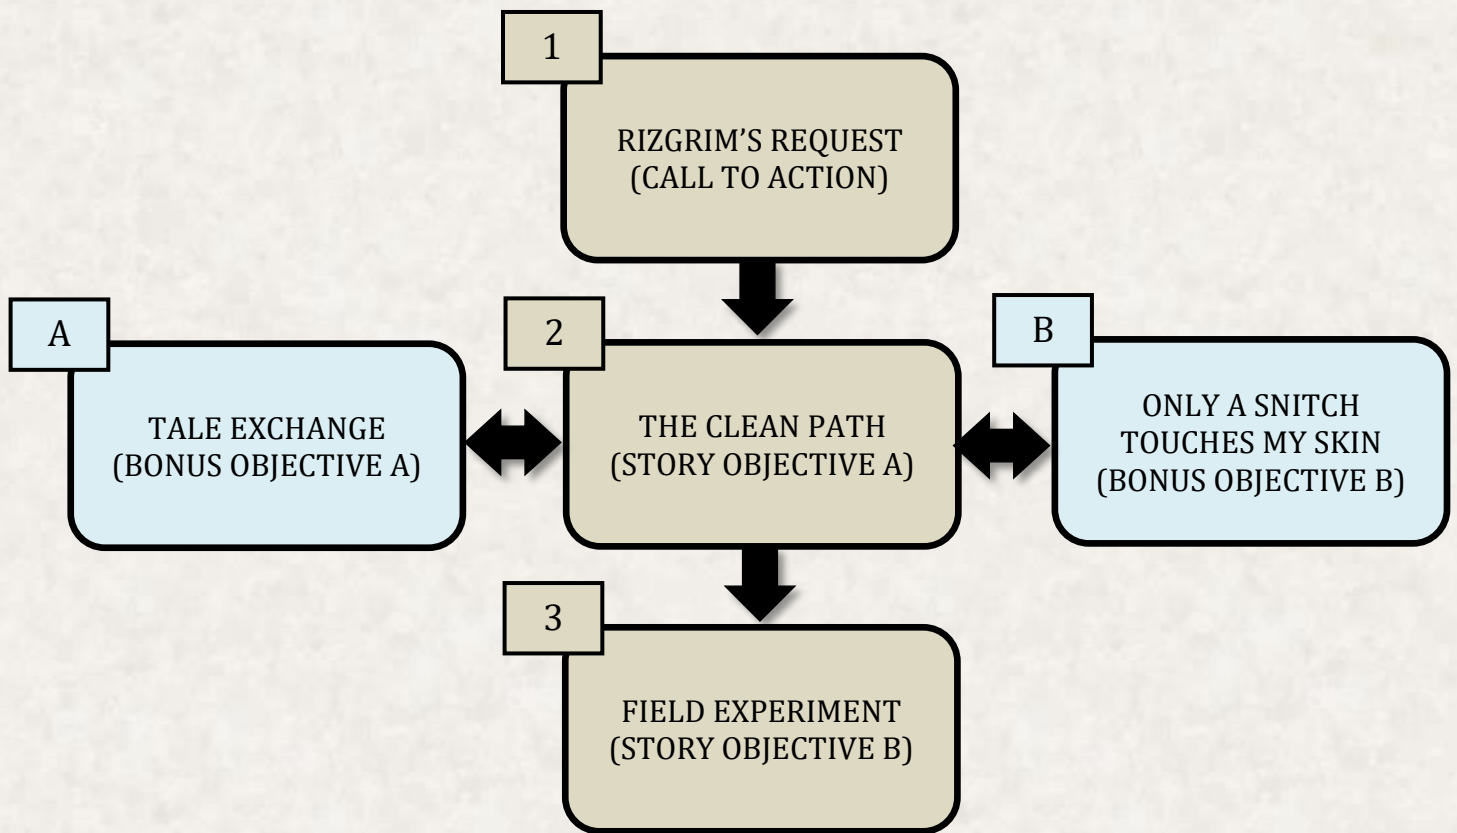 1
RIZGRIM’S REQUEST
(CALL TO ACTION)
A
TALE EXCHANGE
(BONUS OBJECTIVE A)
2
THE CLEAN PATH
(STORY OBJECTIVE A)
B
ONLY A SNITCH
TOUCHES MY SKIN
(BONUS OBJECTIVE B)
3
FIELD EXPERIMENT
(STORY OBJECTIVE B)